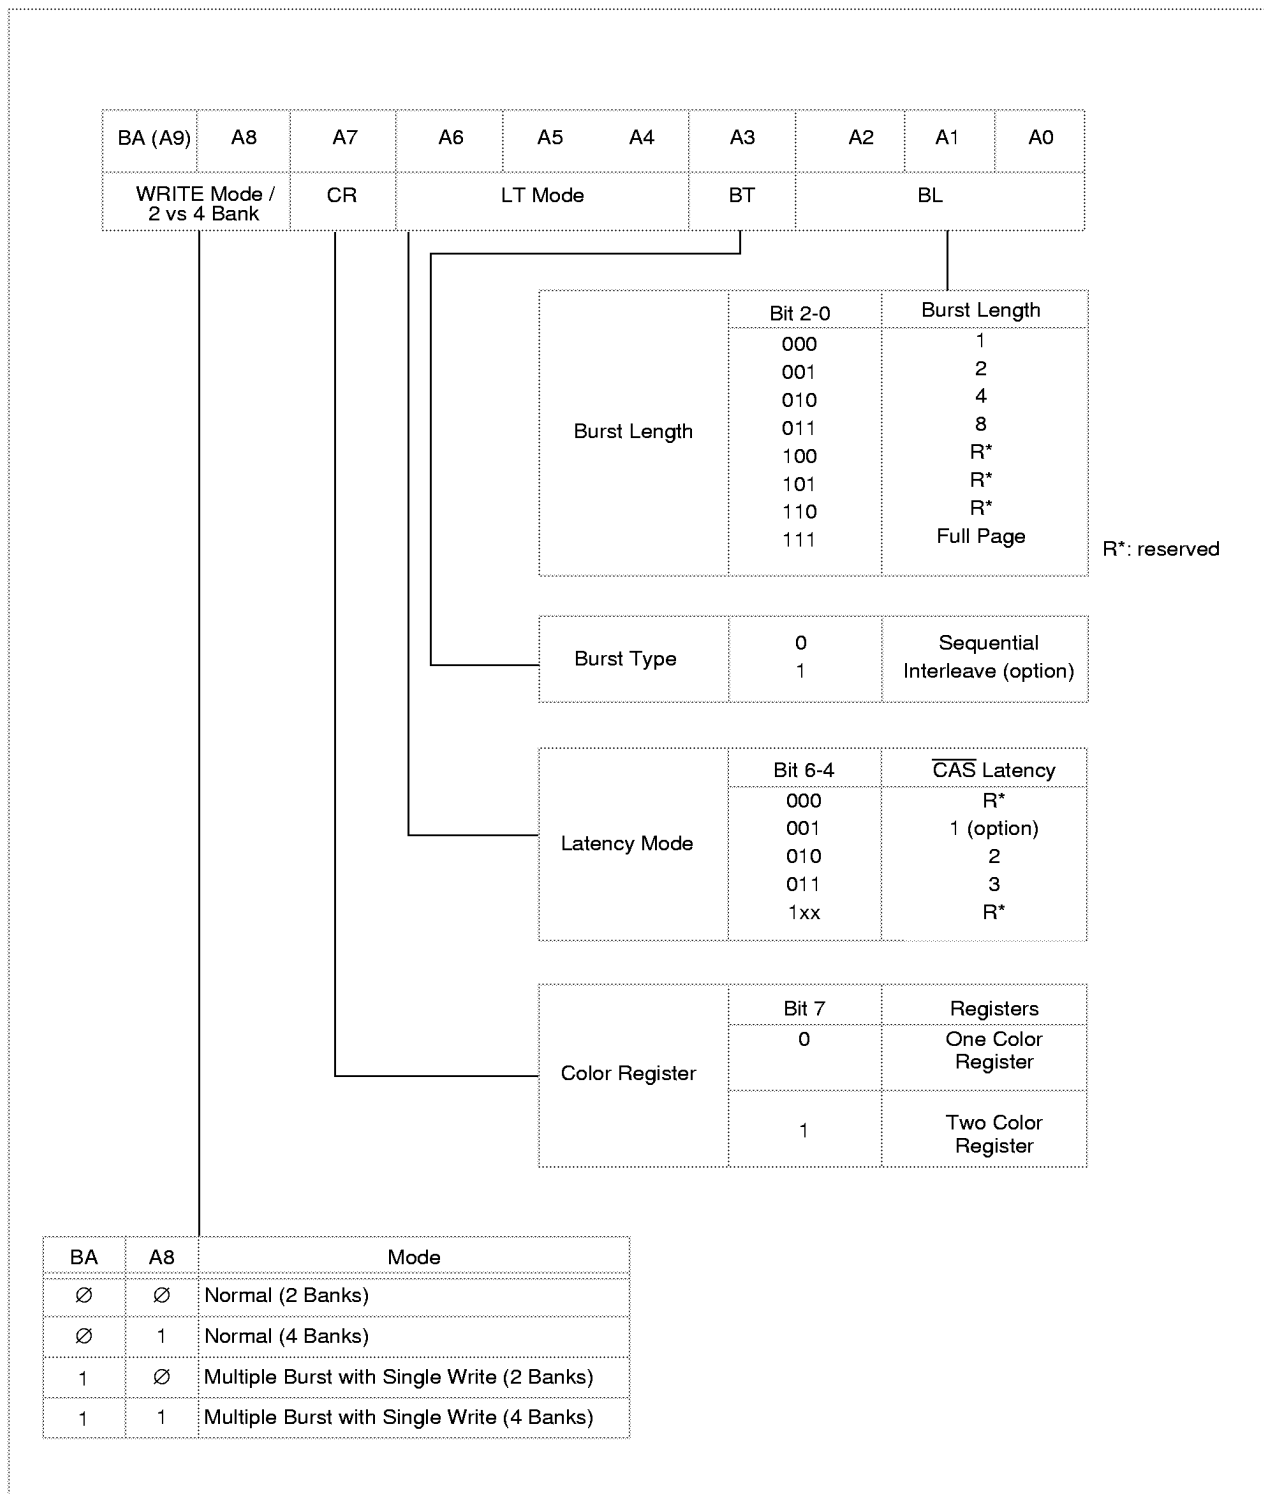 BA (A9) A8 A7 A6 A5 A4 A3 A2 A1 A0
WRITE Mode / CR LT Mode BT BL
2 vs 4 Bank
Bit 2-0 Burst Length
000 1
001 2
010 4
Burst Length 011 8
100 R*
101 R*
110 R*
111 Full Page
R*: reserved
Burst Type 0 Sequential
1 Interleave (option)
Bit 6-4 CAS Latency
000 R*
001 1 (option)
Latency Mode 010 2
011 3
1xx R*
Bit 7 Registers
0 One Color
Register
Color Register
1 Two Color
Register
BA A8 Mode
Ø Ø Normal (2 Banks)
Ø 1 Normal (4 Banks)
1 Ø Multiple Burst with Single Write (2 Banks)
1 1 Multiple Burst with Single Write (4 Banks)